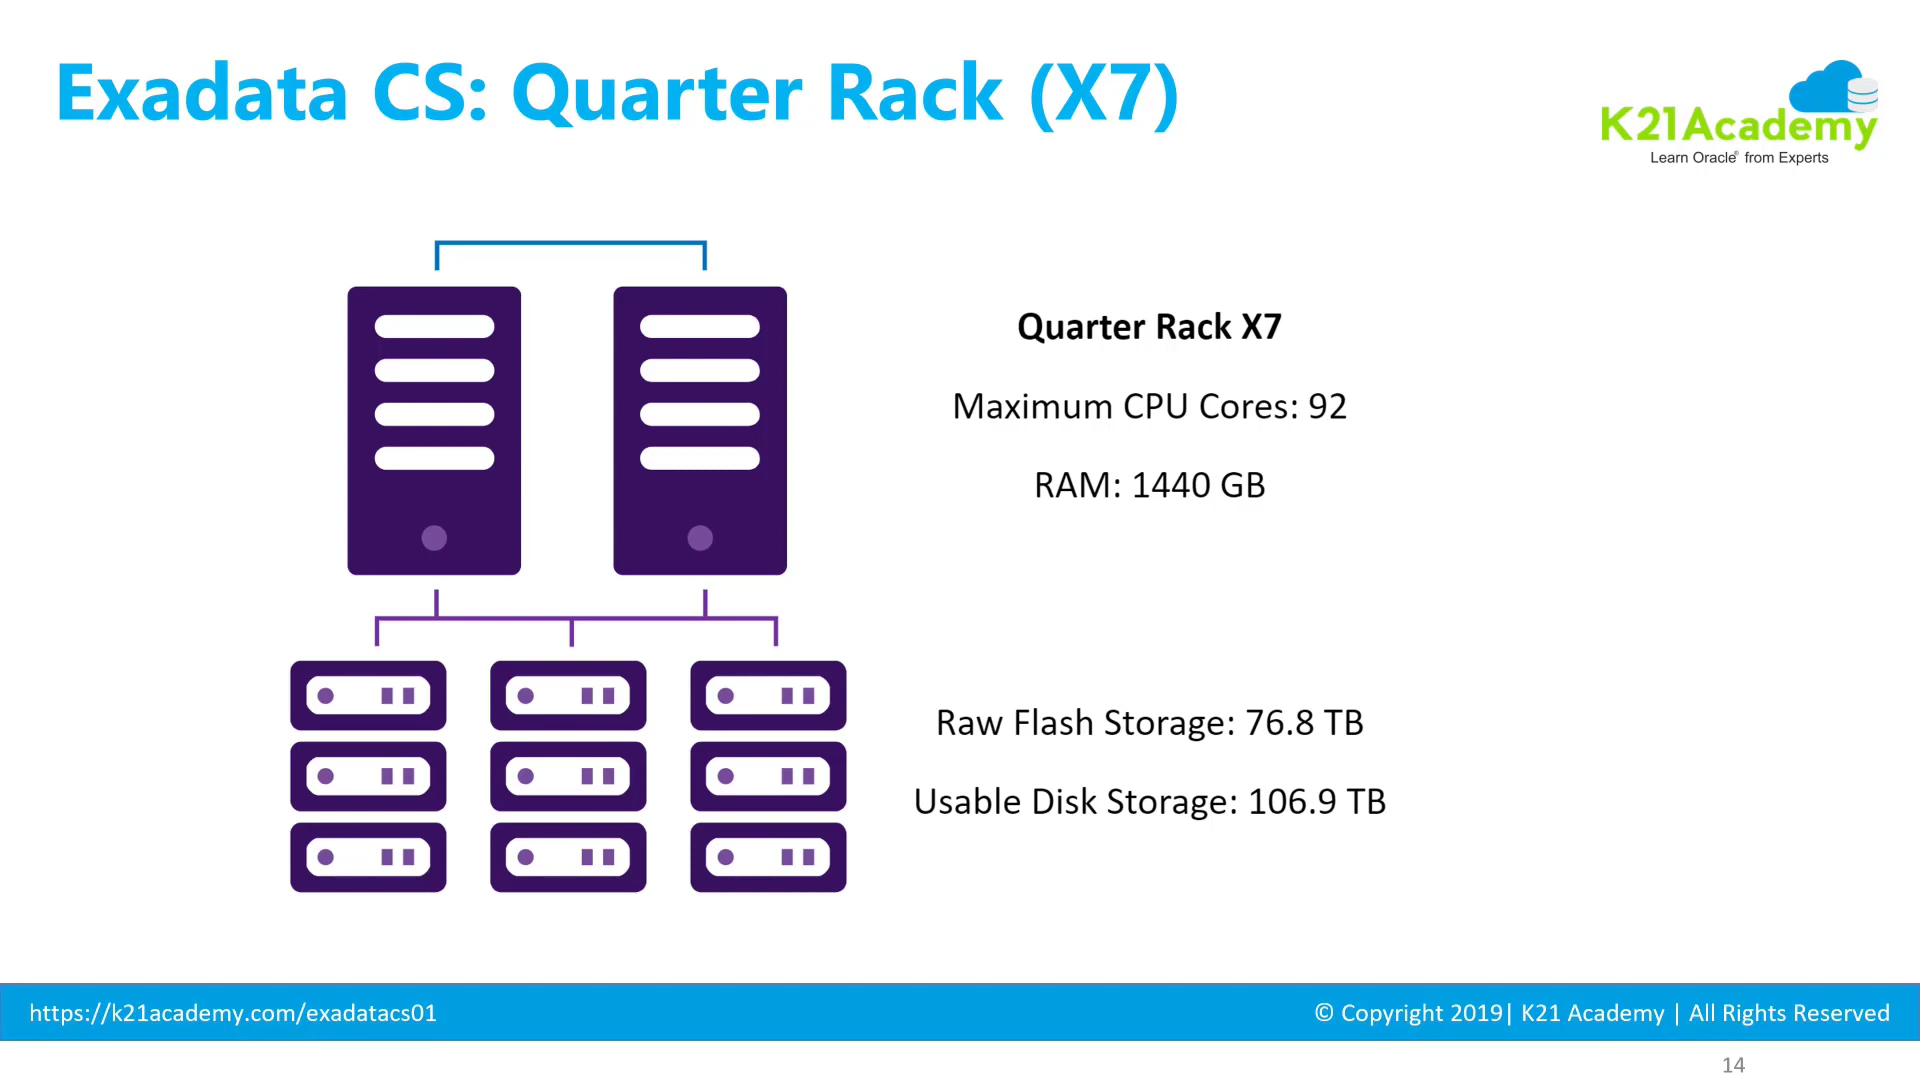 Exadata CS: Quarter Rack (X7)
K21Academy
Learn Oracle® from Experts
Quarter Rack X7
Maximum CPU Cores: 92
RAM: 1440 GB
Raw Flash Storage: 76.8 TB
Usable Disk Storage: 106.9 TB
https://k21academy.com/exadatacs01
© Copyright 2019| K21 Academy | All Rights Reserved
14